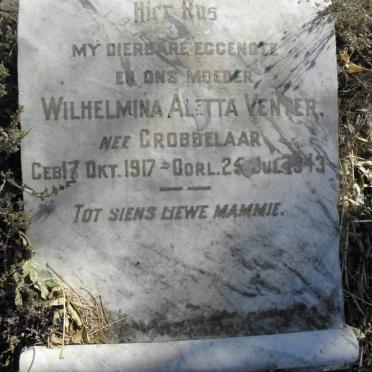 Hier Rus
MY DIERBARE EGGENOTE
EN ONS MOEDER
WILHELMINA ALETTA VENTER.
NEE GROBBELAAR
GEB 17 OKT. 1917 - OORL. 25 JUL. 1943
TOT SIENS LIEWE MAMMIE.